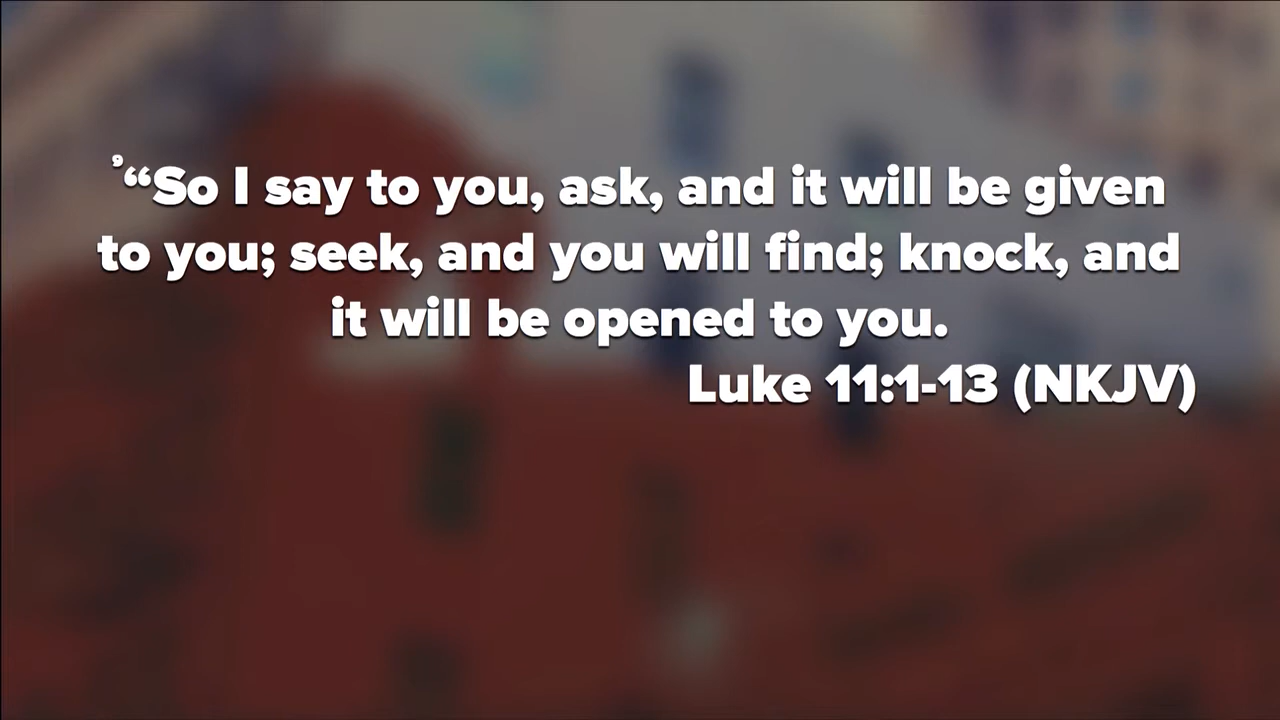 ⁹“So I say to you, ask, and it will be given
to you; seek, and you will find; knock, and
it will be opened to you.
Luke 11:1-13 (NKJV)